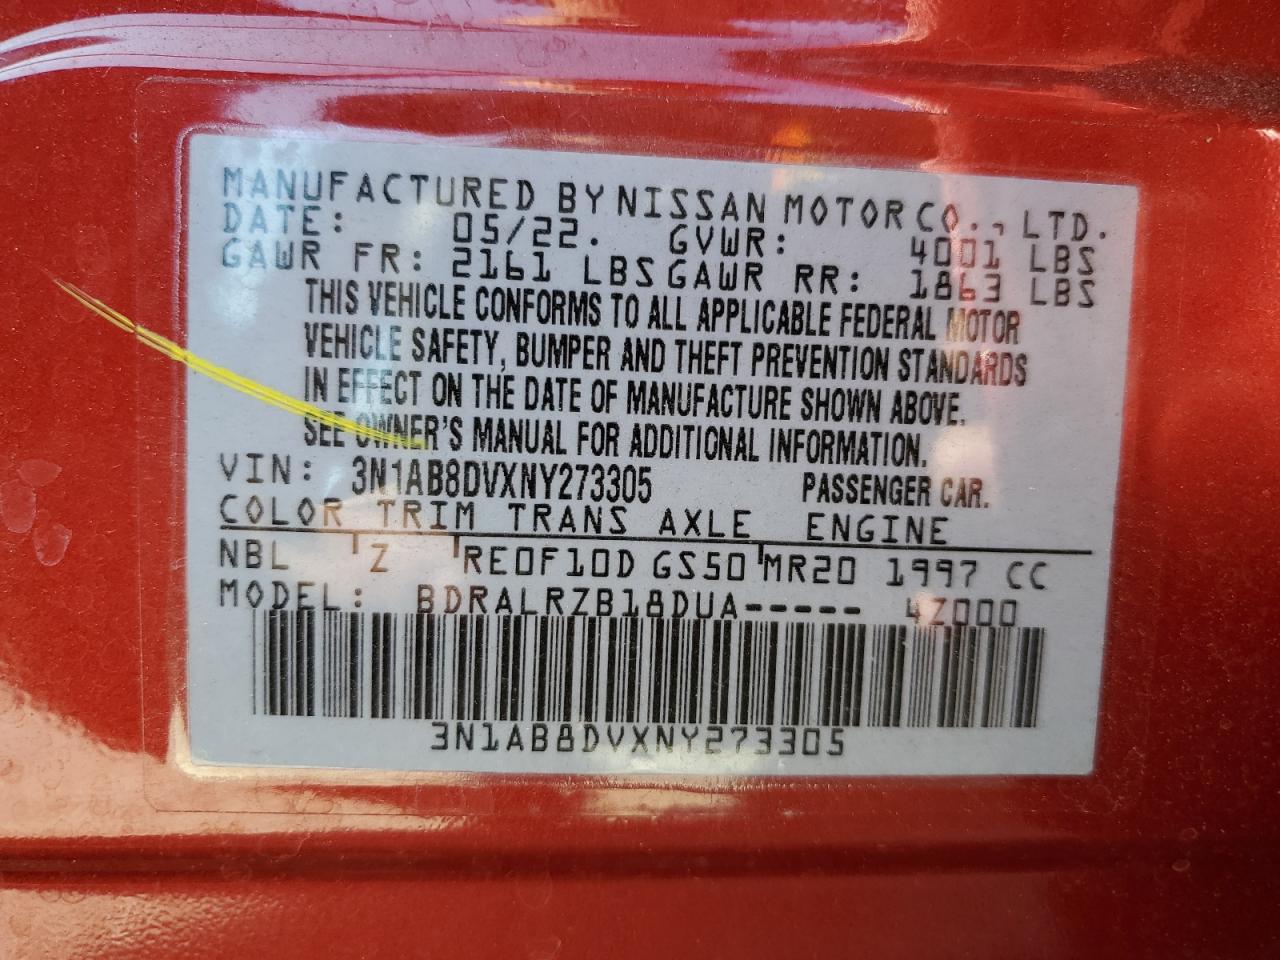 MANUFACTURED BY NISSAN MOTOR CO., LTD.
DATE: 05/22. GVWR: 4001 LBS
GAWR FR: 2161 LBS GAWR RR: 1863 LBS
THIS VEHICLE CONFORMS TO ALL APPLICABLE FEDERAL MOTOR
VEHICLE SAFETY, BUMPER AND THEFT PREVENTION STANDARDS
IN EFFECT ON THE DATE OF MANUFACTURE SHOWN ABOVE.
SEE OWNER'S MANUAL FOR ADDITIONAL INFORMATION.
VIN: 3N1AB8DVXNY273305 PASSENGER CAR.
COLOR TRIM TRANS AXLE ENGINE
NBL Z RE0F10D GS50 MR20 1997 CC
MODEL: BDRALRZB18DUA----- 4Z000
3N1AB8DVXNY273305